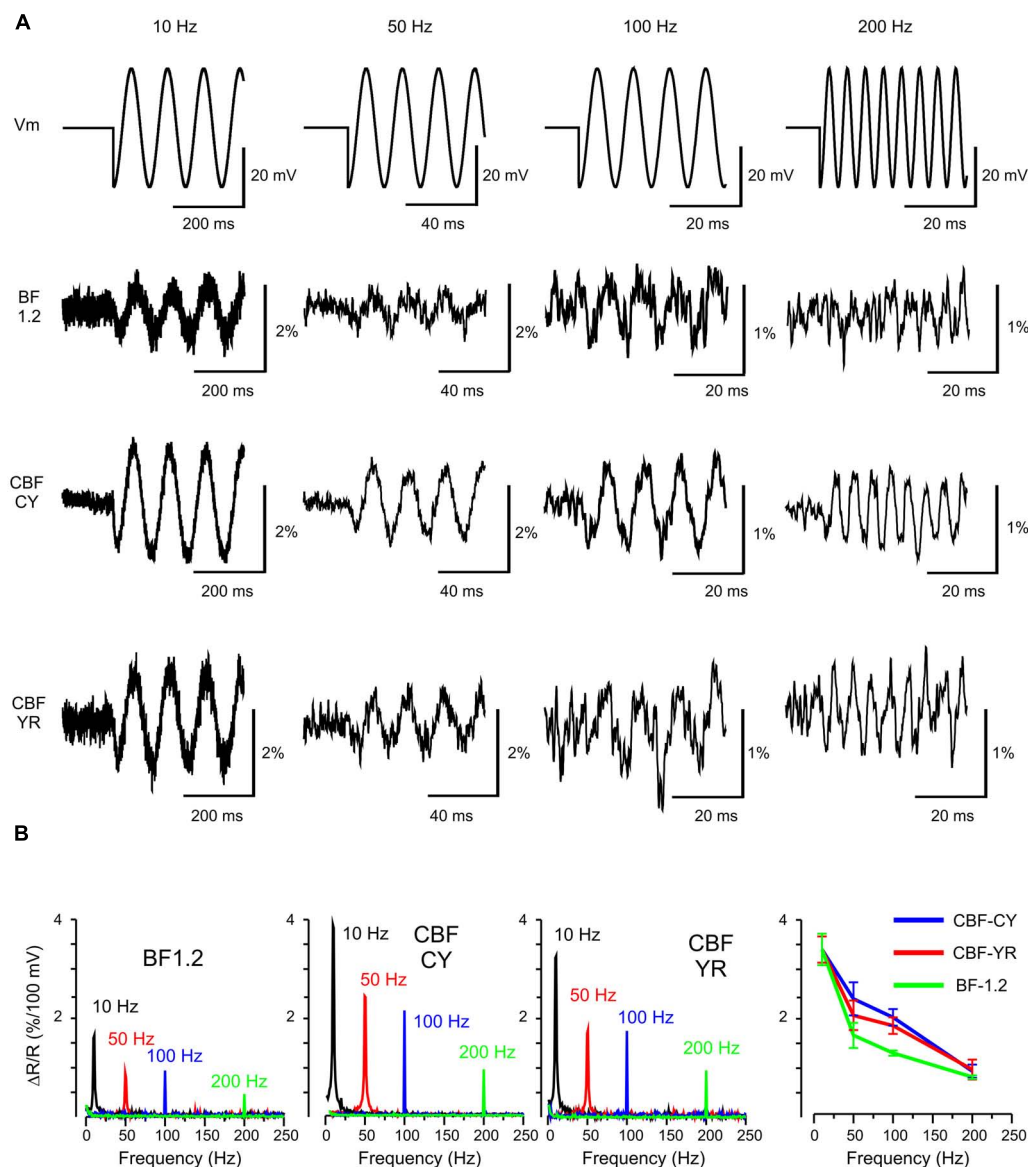 A
10 Hz 50 Hz 100 Hz 200 Hz
Vm
20 mV 20 mV 20 mV 20 mV
200 ms 40 ms 20 ms 20 ms
BF
1.2
2% 2% 1% 1%
200 ms 40 ms 20 ms 20 ms
CBF
CY
2% 2% 1% 1%
200 ms 40 ms 20 ms 20 ms
CBF
YR
2% 2% 1% 1%
200 ms 40 ms 20 ms 20 ms
B
ΔR/R (%/100 mV)
4
2
BF1.2
10 Hz
50 Hz
100 Hz
200 Hz
0 50 100 150 200 250
Frequency (Hz)
4
2
CBF
CY
10 Hz
50 Hz
100 Hz
200 Hz
0 50 100 150 200 250
Frequency (Hz)
4
2
CBF
YR
10 Hz
50 Hz
100 Hz
200 Hz
0 50 100 150 200 250
Frequency (Hz)
4
2
CBF-CY
CBF-YR
BF-1.2
0 50 100 150 200 250
Frequency (Hz)